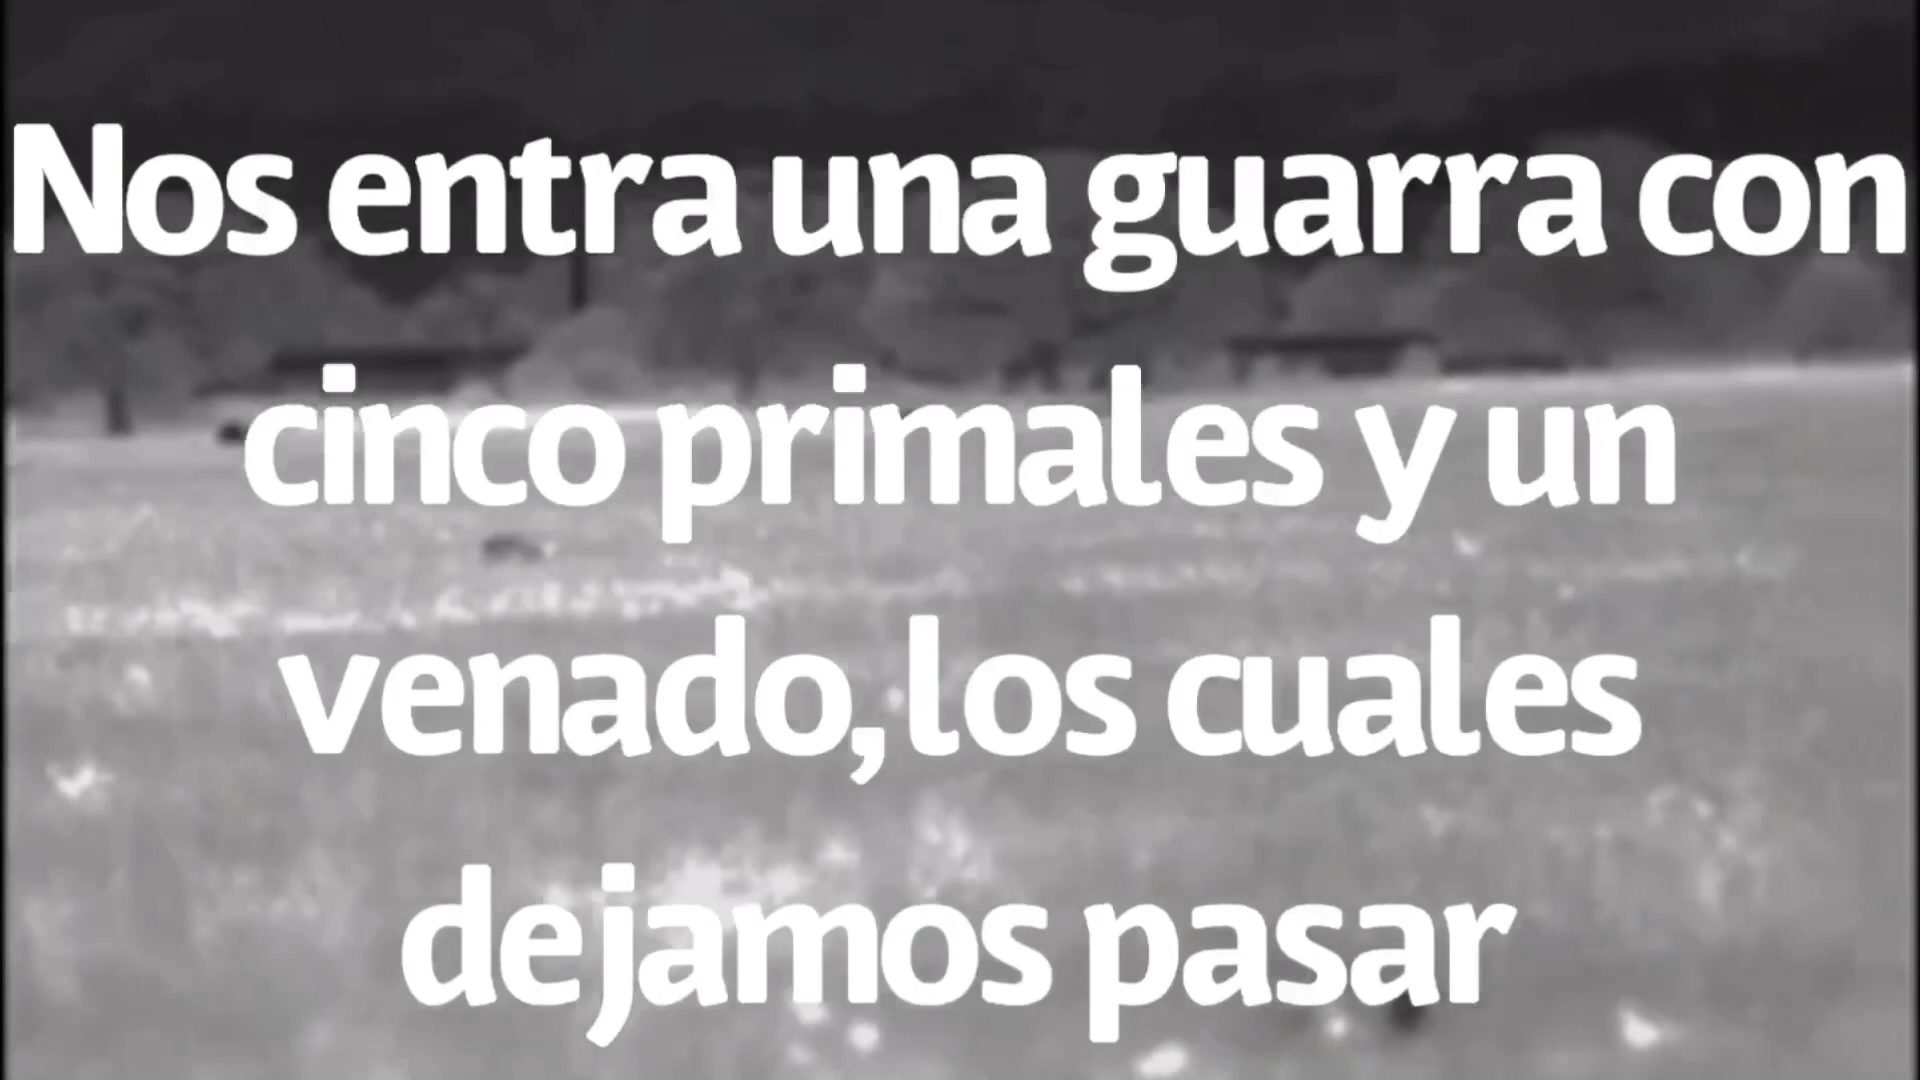 Nos entra una guarra con
cinco primales y un
venado, los cuales
dejamos pasar